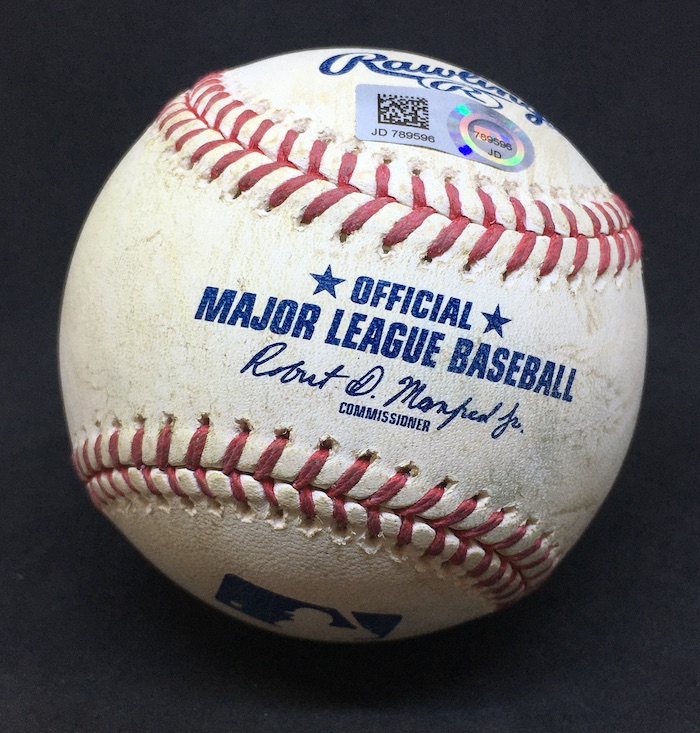 Rawlings
JD 789596
789596
JD
OFFICIAL
MAJOR LEAGUE BASEBALL
Robert D. Manfred Jr.
COMMISSIONER